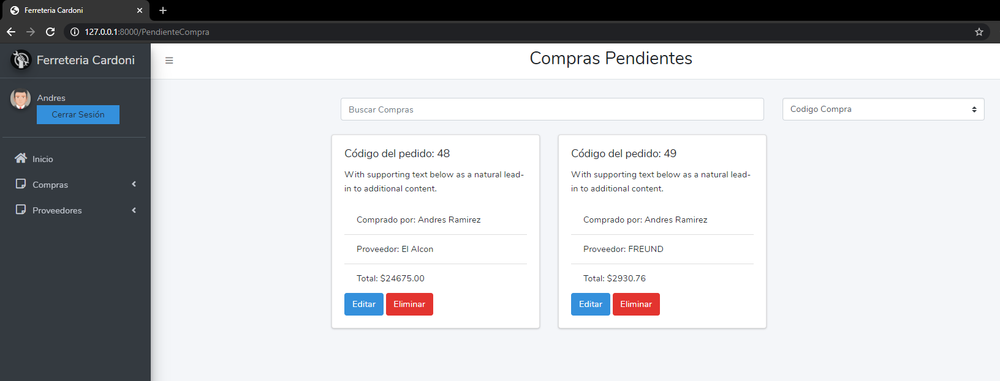 Ferreteria Cardoni
127.0.0.1:8000/PendienteCompra
Ferreteria Cardoni
Andres
Cerrar Sesión
Inicio
Compras
Proveedores
Compras Pendientes
Buscar Compras
Codigo Compra
Código del pedido: 48
With supporting text below as a natural lead-
in to additional content.
Comprado por: Andres Ramirez
Proveedor: El Alcon
Total: $24675.00
Editar
Eliminar
Código del pedido: 49
With supporting text below as a natural lead-
in to additional content.
Comprado por: Andres Ramirez
Proveedor: FREUND
Total: $2930.76
Editar
Eliminar